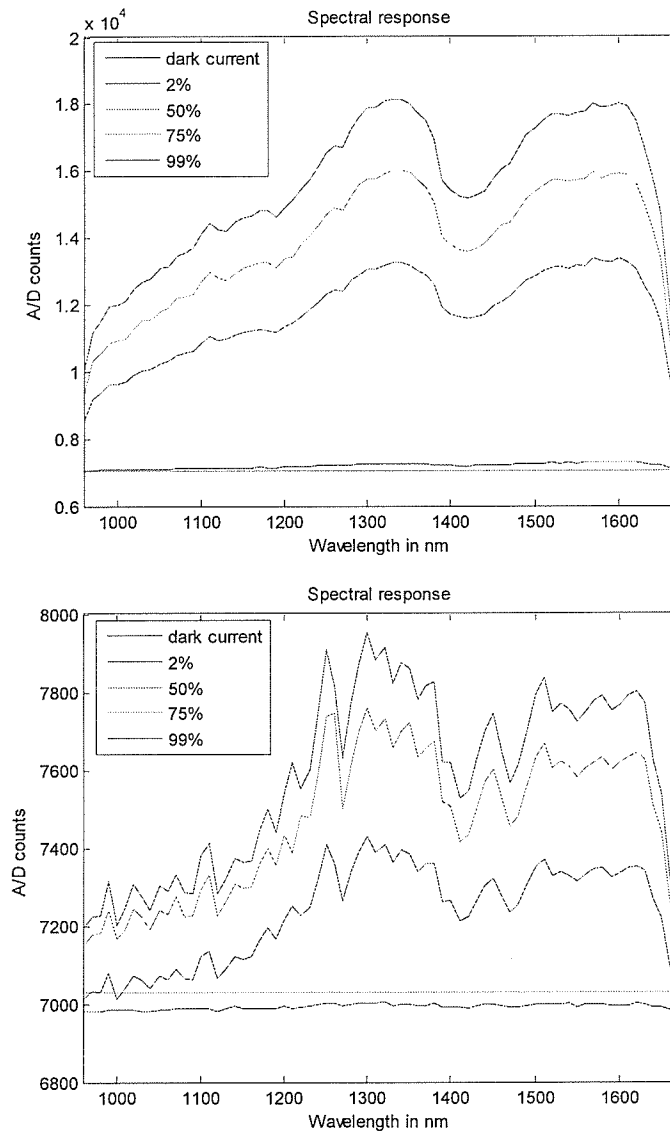 Spectral response
x 10⁴
dark current
2%
50%
75%
99%
2
1.8
1.6
1.4
1.2
1
0.8
0.6
A/D counts
1000 1100 1200 1300 1400 1500 1600
Wavelength in nm
Spectral response
dark current
2%
50%
75%
99%
8000
7800
7600
7400
7200
7000
6800
A/D counts
1000 1100 1200 1300 1400 1500 1600
Wavelength in nm